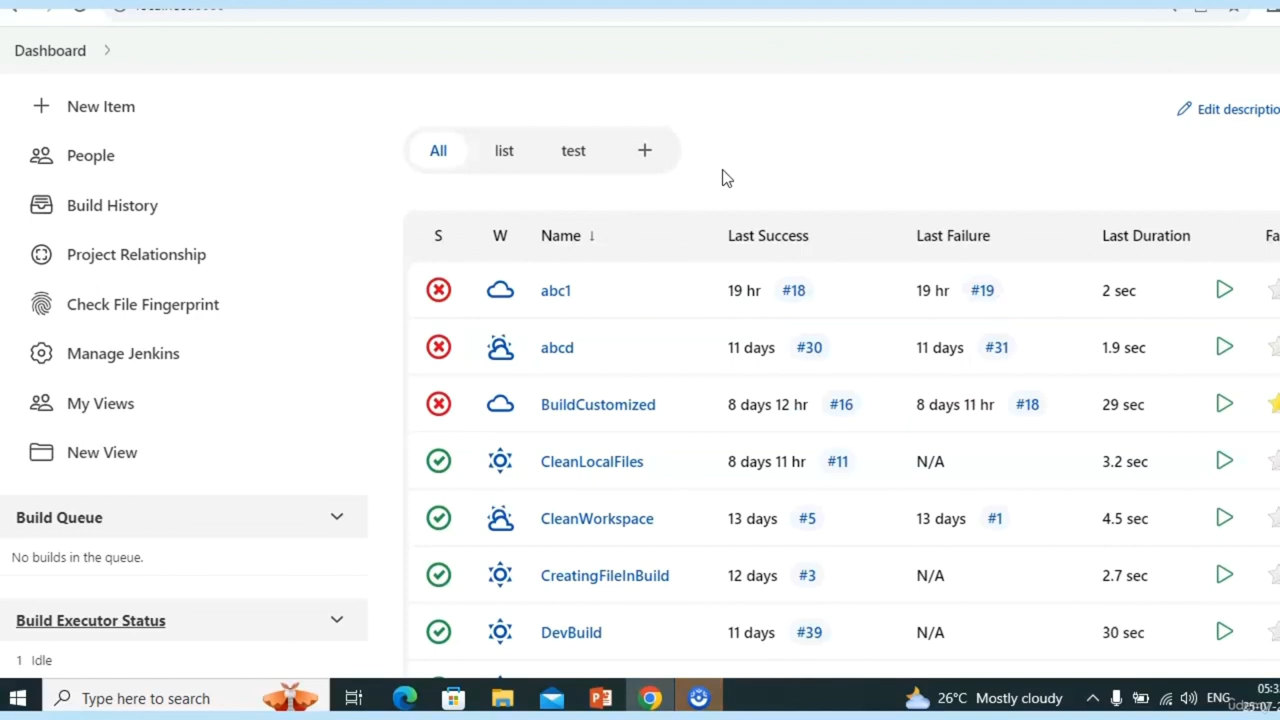 Dashboard
New Item
People
Build History
Project Relationship
Check File Fingerprint
Manage Jenkins
My Views
New View
Build Queue
No builds in the queue.
Build Executor Status
1 Idle
Edit descriptio
All list test
S W Name ↓ Last Success Last Failure Last Duration Fa
abc1 19 hr #18 19 hr #19 2 sec
abcd 11 days #30 11 days #31 1.9 sec
BuildCustomized 8 days 12 hr #16 8 days 11 hr #18 29 sec
CleanLocalFiles 8 days 11 hr #11 N/A 3.2 sec
CleanWorkspace 13 days #5 13 days #1 4.5 sec
CreatingFileInBuild 12 days #3 N/A 2.7 sec
DevBuild 11 days #39 N/A 30 sec
Type here to search
26°C Mostly cloudy
ENG
05:3
25-07-